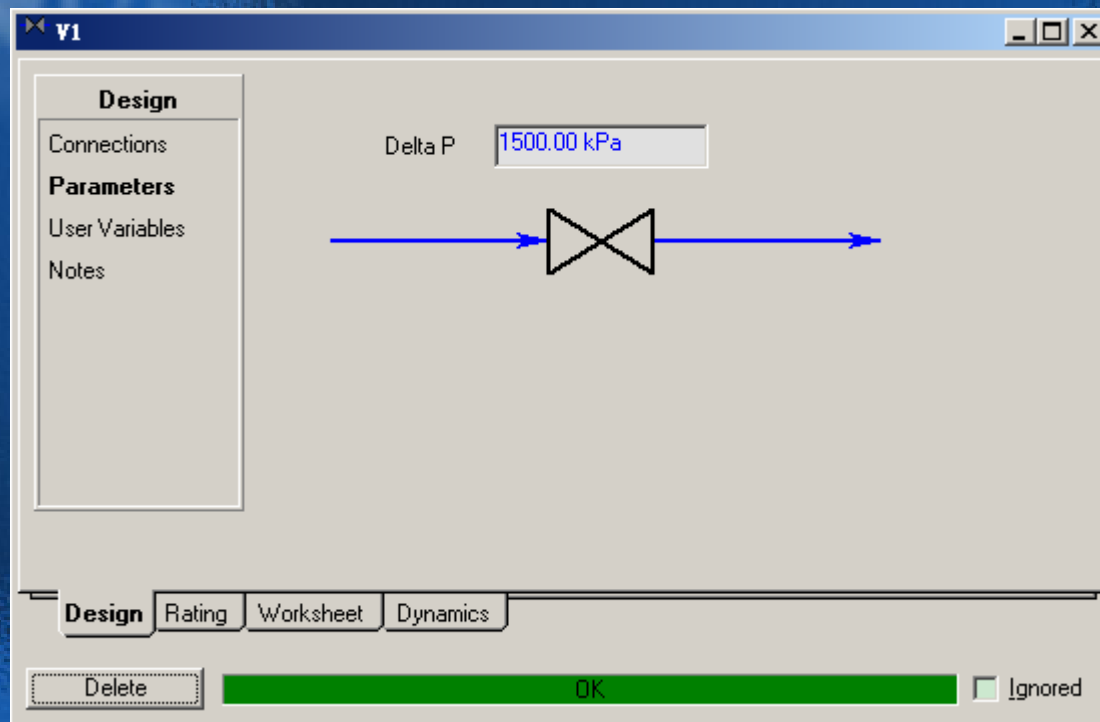 V1
Design
Connections
Parameters
User Variables
Notes
Delta P 1500.00 kPa
Design Rating Worksheet Dynamics
Delete OK Ignored